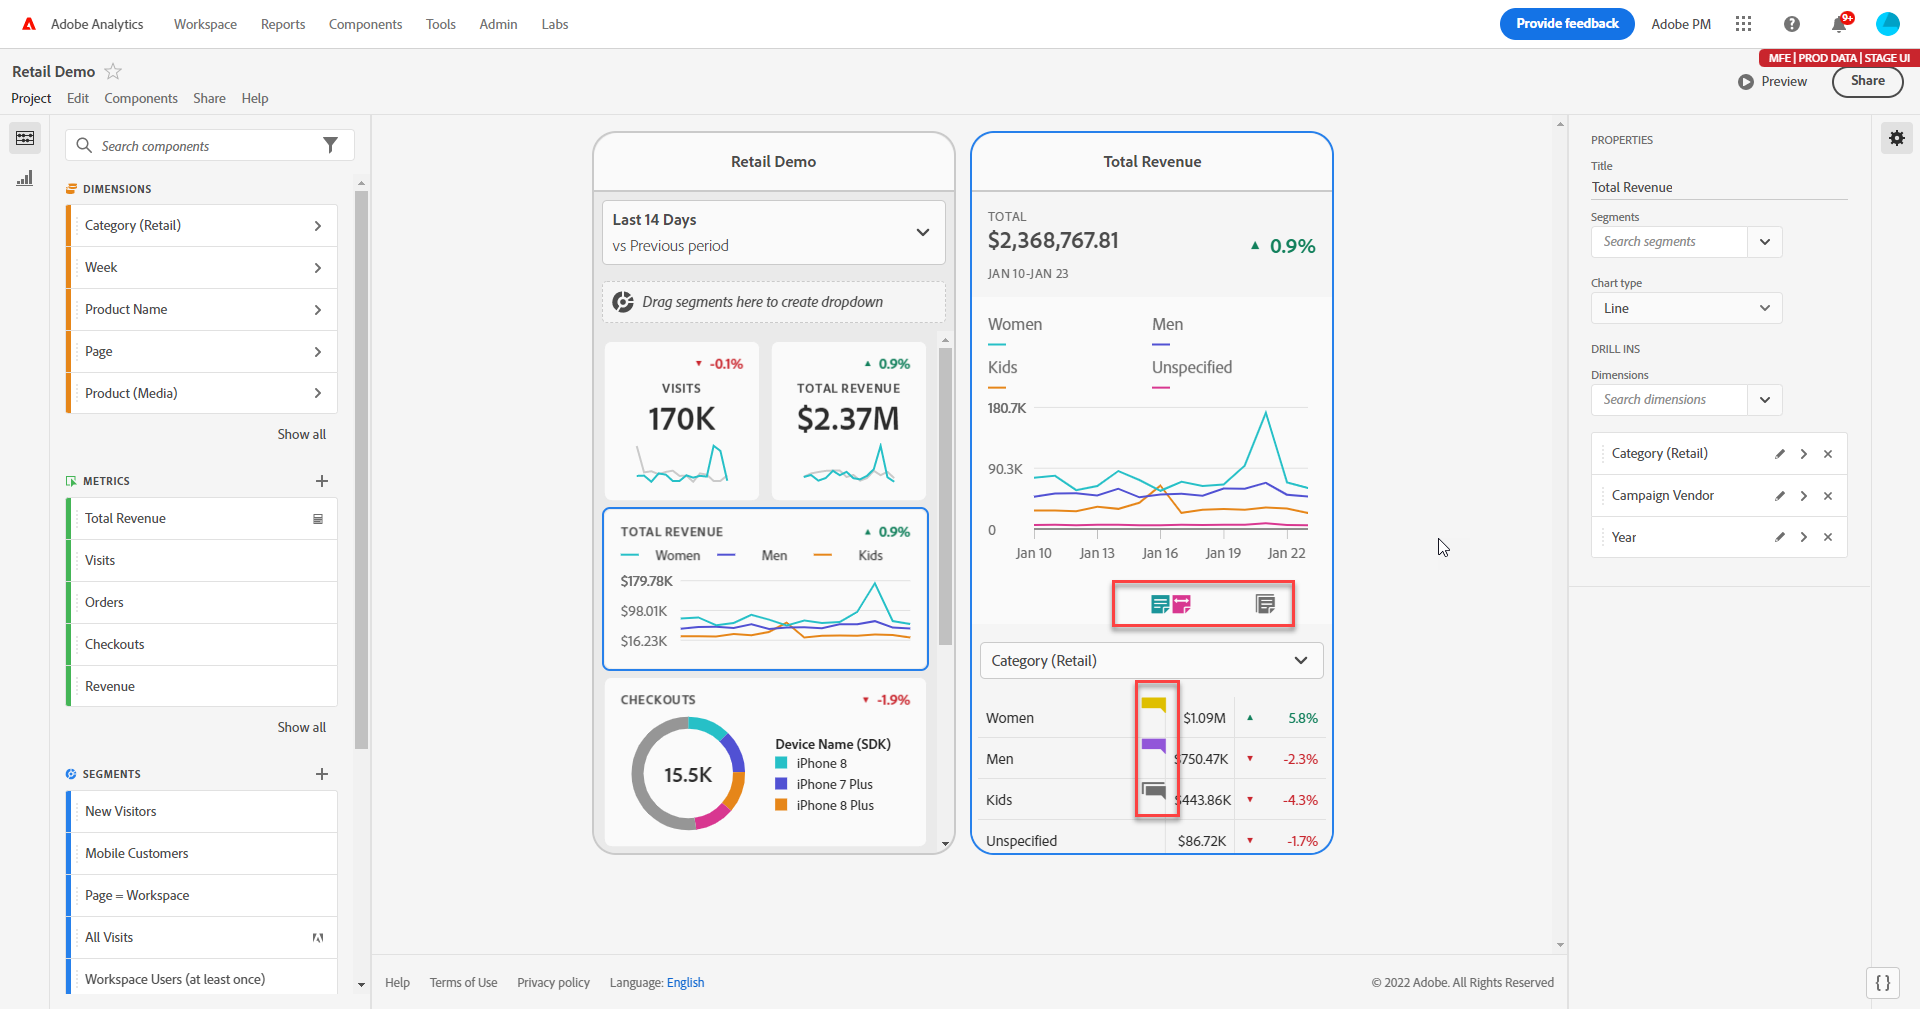 Adobe Analytics Workspace Reports Components Tools Admin Labs Provide feedback Adobe PM 9+
MFE | PROD DATA | STAGE UI
Retail Demo
Project Edit Components Share Help
Preview Share
Search components
DIMENSIONS
Category (Retail)
Week
Product Name
Page
Product (Media)
Show all
METRICS
Total Revenue
Visits
Orders
Checkouts
Revenue
Show all
SEGMENTS
New Visitors
Mobile Customers
Page = Workspace
All Visits
Workspace Users (at least once)
Retail Demo
Last 14 Days
vs Previous period
Drag segments here to create dropdown
-0.1%
VISITS
170K
0.9%
TOTAL REVENUE
$2.37M
TOTAL REVENUE 0.9%
Women Men Kids
$179.78K
$98.01K
$16.23K
CHECKOUTS -1.9%
15.5K
Device Name (SDK)
iPhone 8
iPhone 7 Plus
iPhone 8 Plus
Total Revenue
TOTAL
$2,368,767.81 0.9%
JAN 10-JAN 23
Women Men
Kids Unspecified
180.7K
90.3K
0
Jan 10 Jan 13 Jan 16 Jan 19 Jan 22
Category (Retail)
Women $1.09M 5.8%
Men $750.47K -2.3%
Kids $443.86K -4.3%
Unspecified $86.72K -1.7%
PROPERTIES
Title
Total Revenue
Segments
Search segments
Chart type
Line
DRILL INS
Dimensions
Search dimensions
Category (Retail)
Campaign Vendor
Year
Help Terms of Use Privacy policy Language: English © 2022 Adobe. All Rights Reserved
{ }